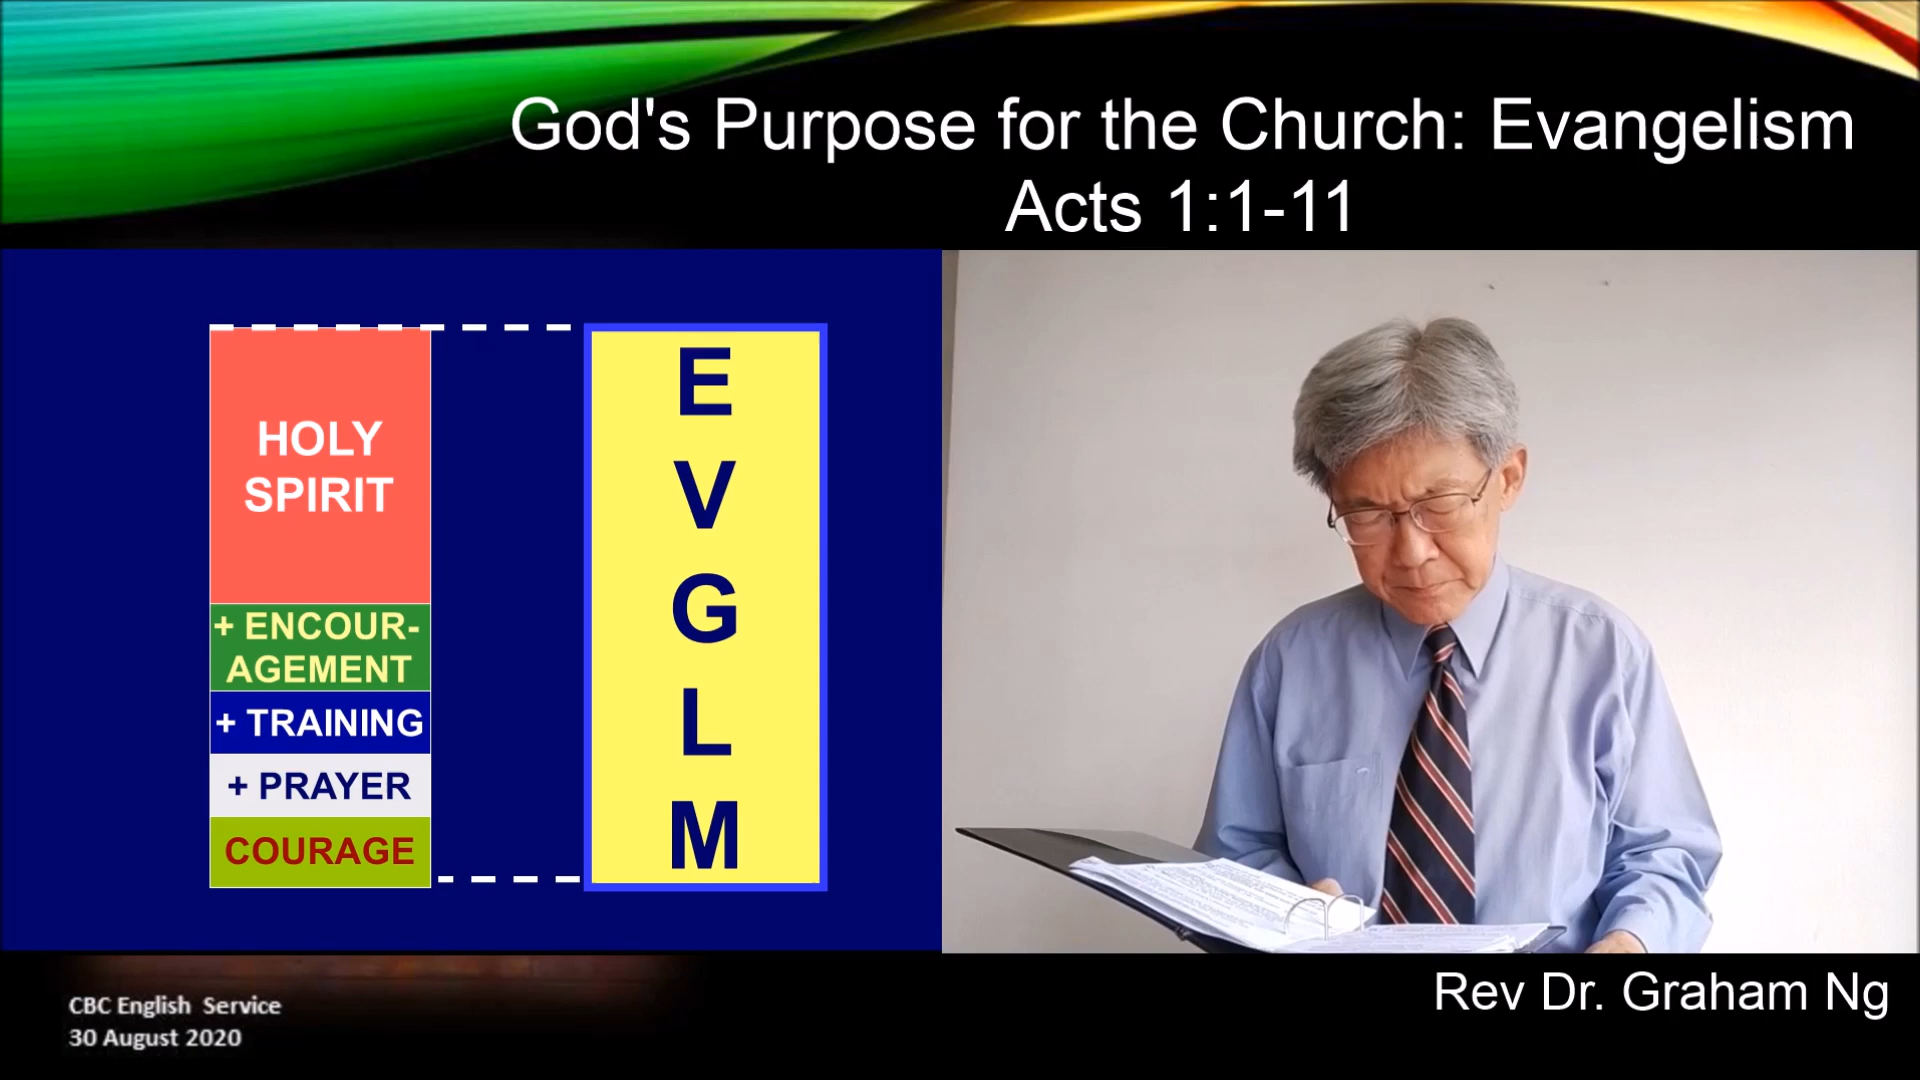 God's Purpose for the Church: Evangelism
Acts 1:1-11
HOLY
SPIRIT
+ ENCOUR-
AGEMENT
+ TRAINING
+ PRAYER
COURAGE
E
V
G
L
M
Rev Dr. Graham Ng
CBC English Service
30 August 2020